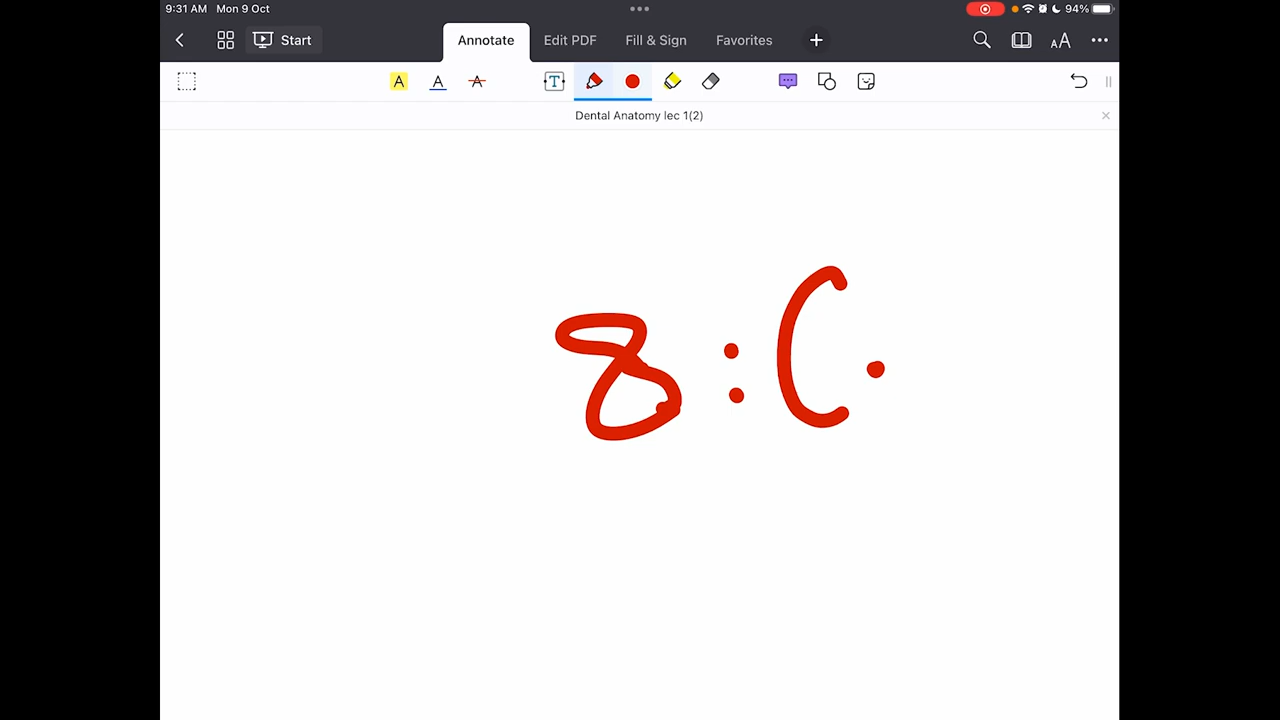 9:31 AM Mon 9 Oct 94%
Start Annotate Edit PDF Fill & Sign Favorites
A A A T
Dental Anatomy lec 1(2)
8 : ( .